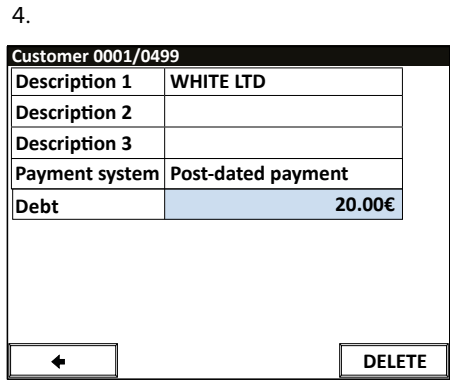 4.
Customer 0001/0499
Description 1 WHITE LTD
Description 2
Description 3
Payment system Post-dated payment
Debt 20.00€
DELETE